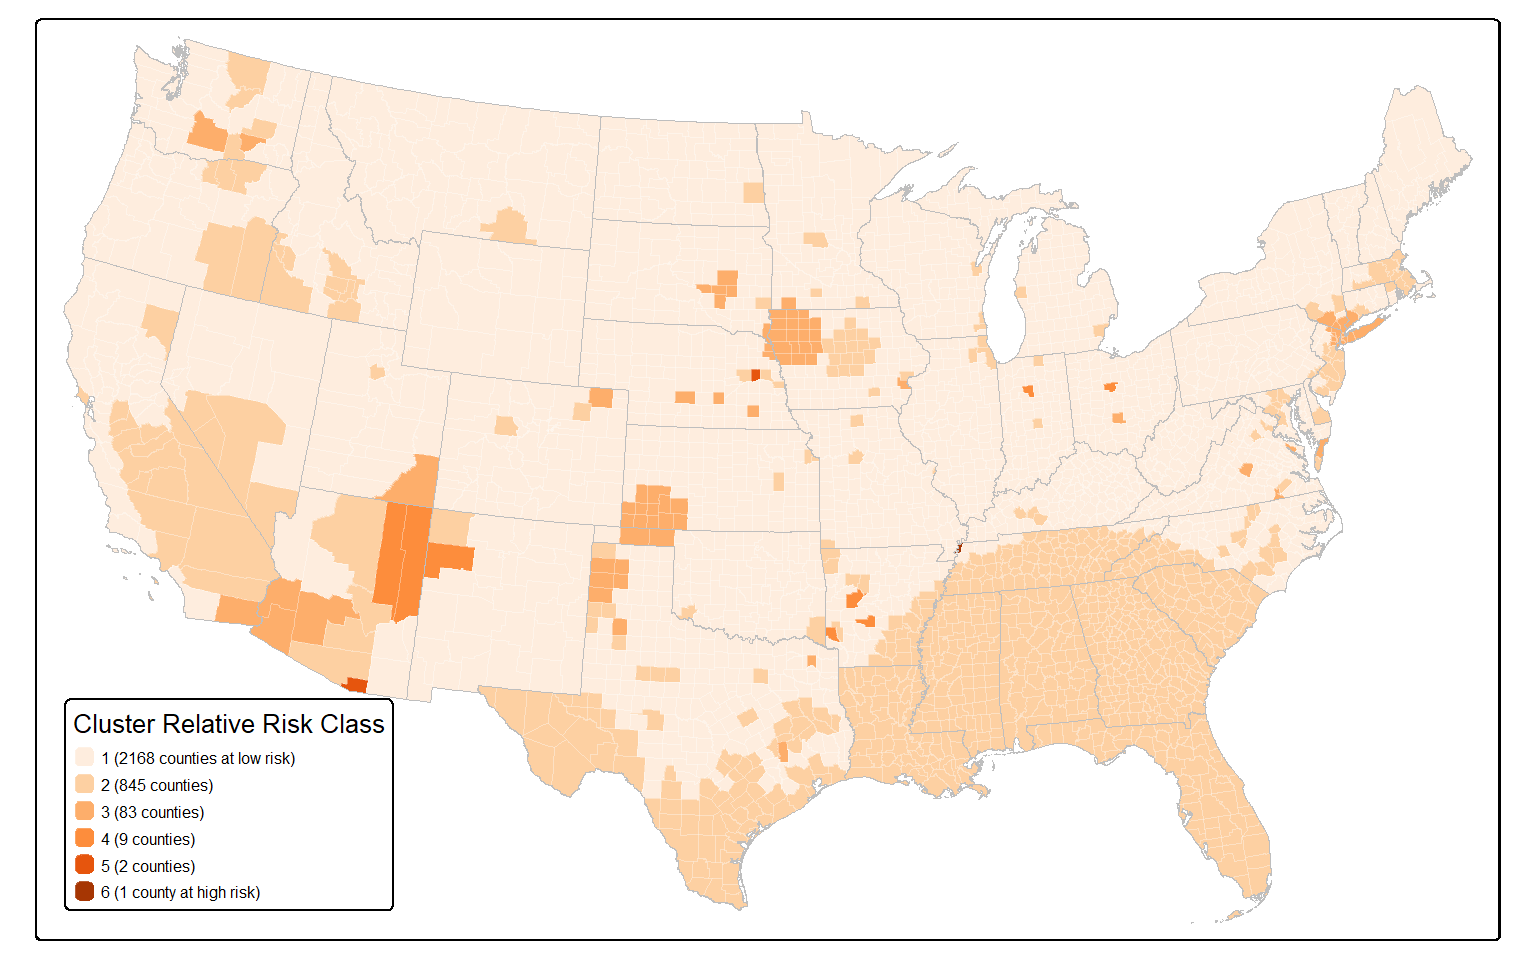 Cluster Relative Risk Class
1 (2168 counties at low risk)
2 (845 counties)
3 (83 counties)
4 (9 counties)
5 (2 counties)
6 (1 county at high risk)